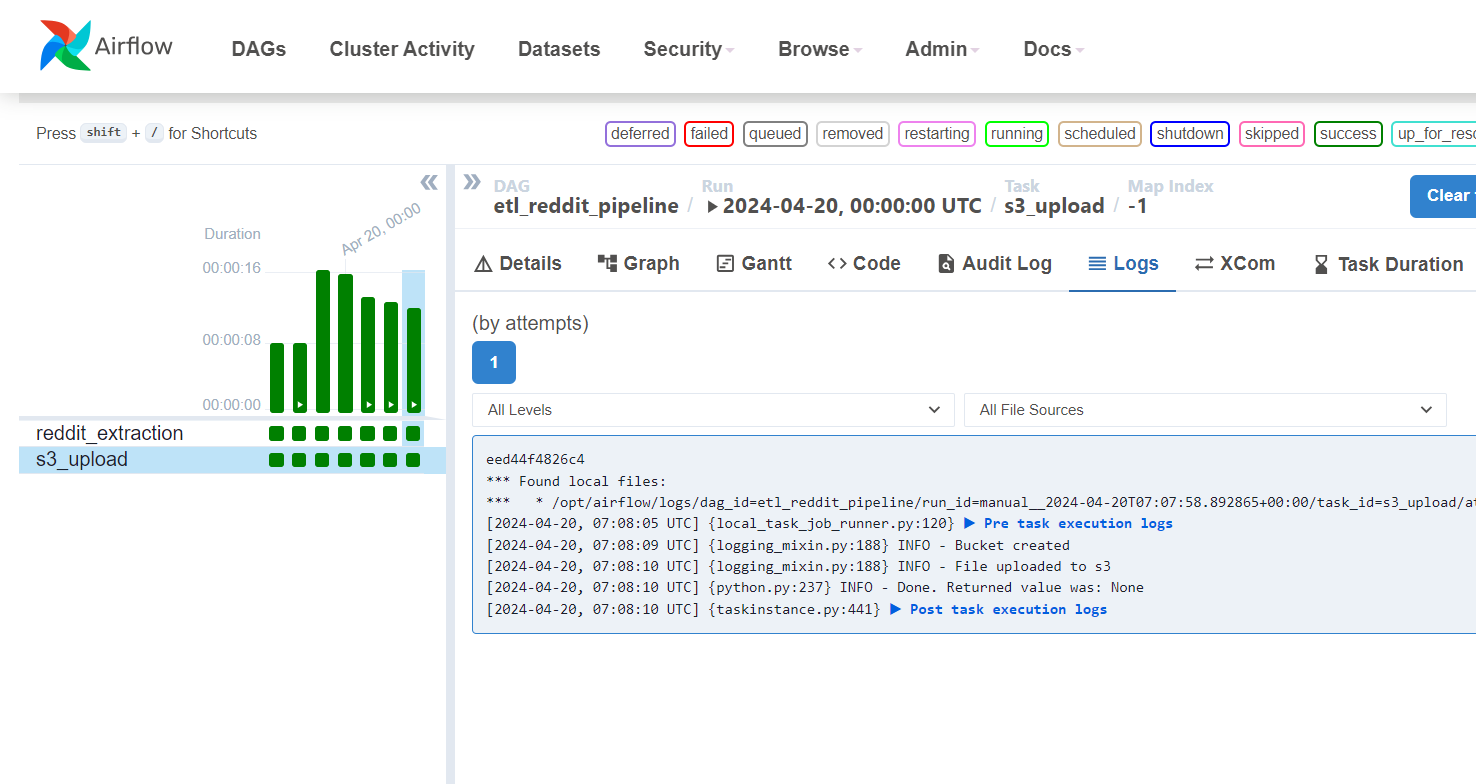 Airflow DAGs Cluster Activity Datasets Security Browse Admin Docs
Press shift + / for Shortcuts
deferred failed queued removed restarting running scheduled shutdown skipped success up_for_resc
Duration
Apr 20, 00:00
00:00:16
00:00:08
00:00:00
reddit_extraction
s3_upload
DAG Run Task Map Index
etl_reddit_pipeline / 2024-04-20, 00:00:00 UTC / s3_upload / -1
Clear
Details Graph Gantt Code Audit Log Logs XCom Task Duration
(by attempts)
1
All Levels All File Sources
eed44f4826c4
*** Found local files:
*** * /opt/airflow/logs/dag_id=etl_reddit_pipeline/run_id=manual__2024-04-20T07:07:58.892865+00:00/task_id=s3_upload/at
[2024-04-20, 07:08:05 UTC] {local_task_job_runner.py:120} ▶ Pre task execution logs
[2024-04-20, 07:08:09 UTC] {logging_mixin.py:188} INFO - Bucket created
[2024-04-20, 07:08:10 UTC] {logging_mixin.py:188} INFO - File uploaded to s3
[2024-04-20, 07:08:10 UTC] {python.py:237} INFO - Done. Returned value was: None
[2024-04-20, 07:08:10 UTC] {taskinstance.py:441} ▶ Post task execution logs